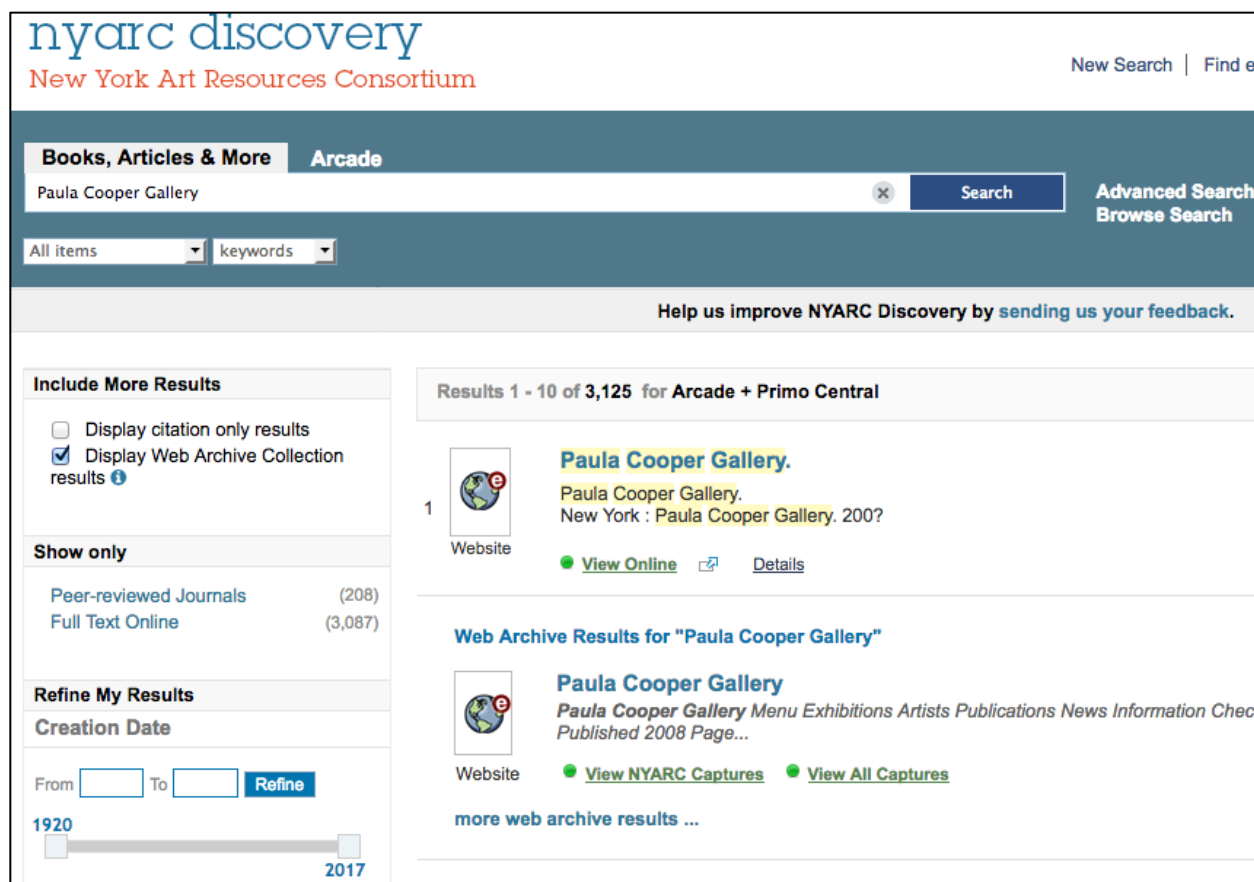 nyarc discovery
New York Art Resources Consortium
New Search | Find e
Books, Articles & More Arcade
Paula Cooper Gallery
Search
Advanced Search
Browse Search
All items keywords
Help us improve NYARC Discovery by sending us your feedback.
Include More Results
Display citation only results
Display Web Archive Collection
results
Show only
Peer-reviewed Journals (208)
Full Text Online (3,087)
Refine My Results
Creation Date
From To Refine
1920
2017
Results 1 - 10 of 3,125 for Arcade + Primo Central
1
Website
Paula Cooper Gallery.
Paula Cooper Gallery.
New York : Paula Cooper Gallery. 200?
View Online Details
Web Archive Results for "Paula Cooper Gallery"
Website
Paula Cooper Gallery
Paula Cooper Gallery Menu Exhibitions Artists Publications News Information Chec
Published 2008 Page...
View NYARC Captures View All Captures
more web archive results ...